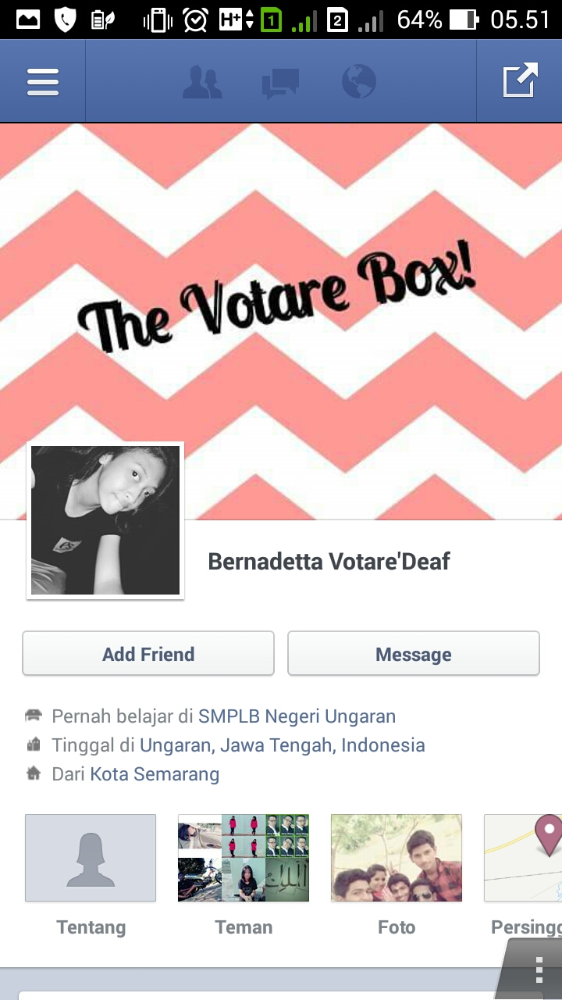 H+ 1 2 64% 05.51
The Votare Box!
Bernadetta Votare'Deaf
Add Friend Message
Pernah belajar di SMPLB Negeri Ungaran
Tinggal di Ungaran, Jawa Tengah, Indonesia
Dari Kota Semarang
Tentang Teman Foto Persingg